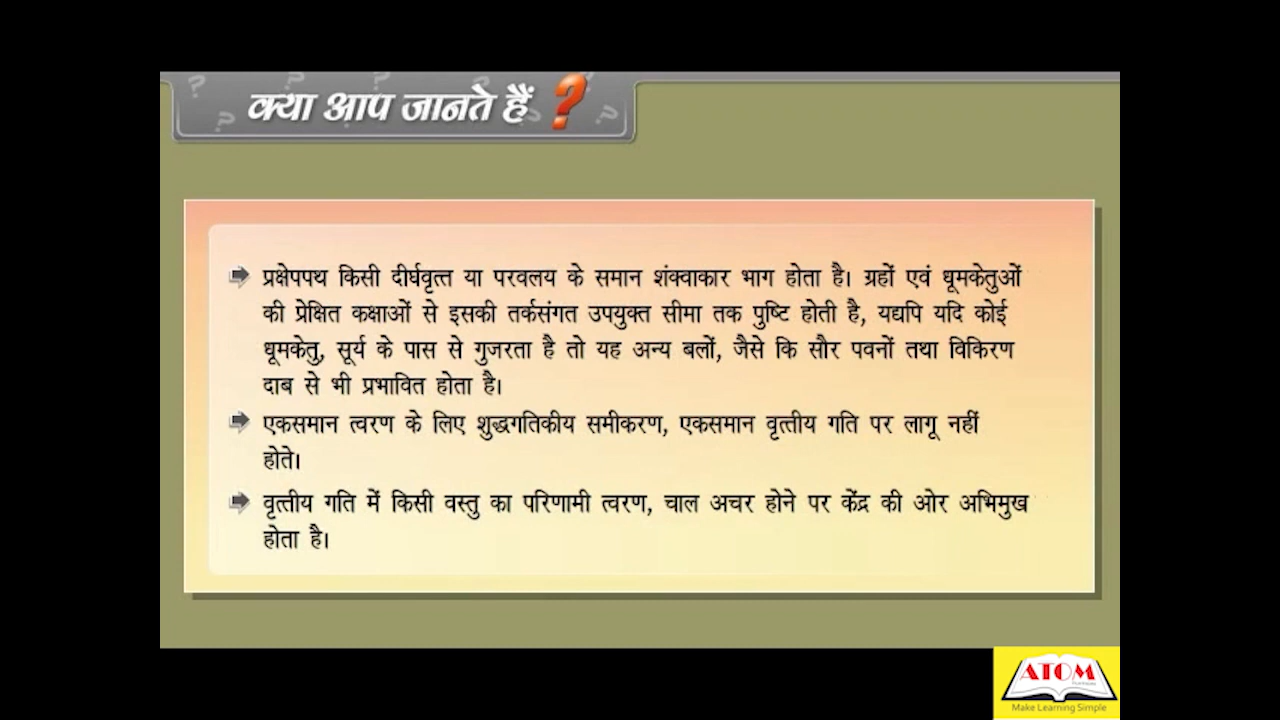 क्या आप जानते हैं ?
प्रक्षेपपथ किसी दीर्घवृत्त या परवलय के समान शंक्वाकार भाग होता है। ग्रहों एवं धूमकेतुओं
की प्रेक्षित कक्षाओं से इसकी तर्कसंगत उपयुक्त सीमा तक पुष्टि होती है, यद्यपि यदि कोई
धूमकेतु, सूर्य के पास से गुजरता है तो यह अन्य बलों, जैसे कि सौर पवनों तथा विकिरण
दाब से भी प्रभावित होता है।
एकसमान त्वरण के लिए शुद्धगतिकीय समीकरण, एकसमान वृत्तीय गति पर लागू नहीं
होते।
वृत्तीय गति में किसी वस्तु का परिणामी त्वरण, चाल अचर होने पर केंद्र की ओर अभिमुख
होता है।
ATOM
Make Learning Simple